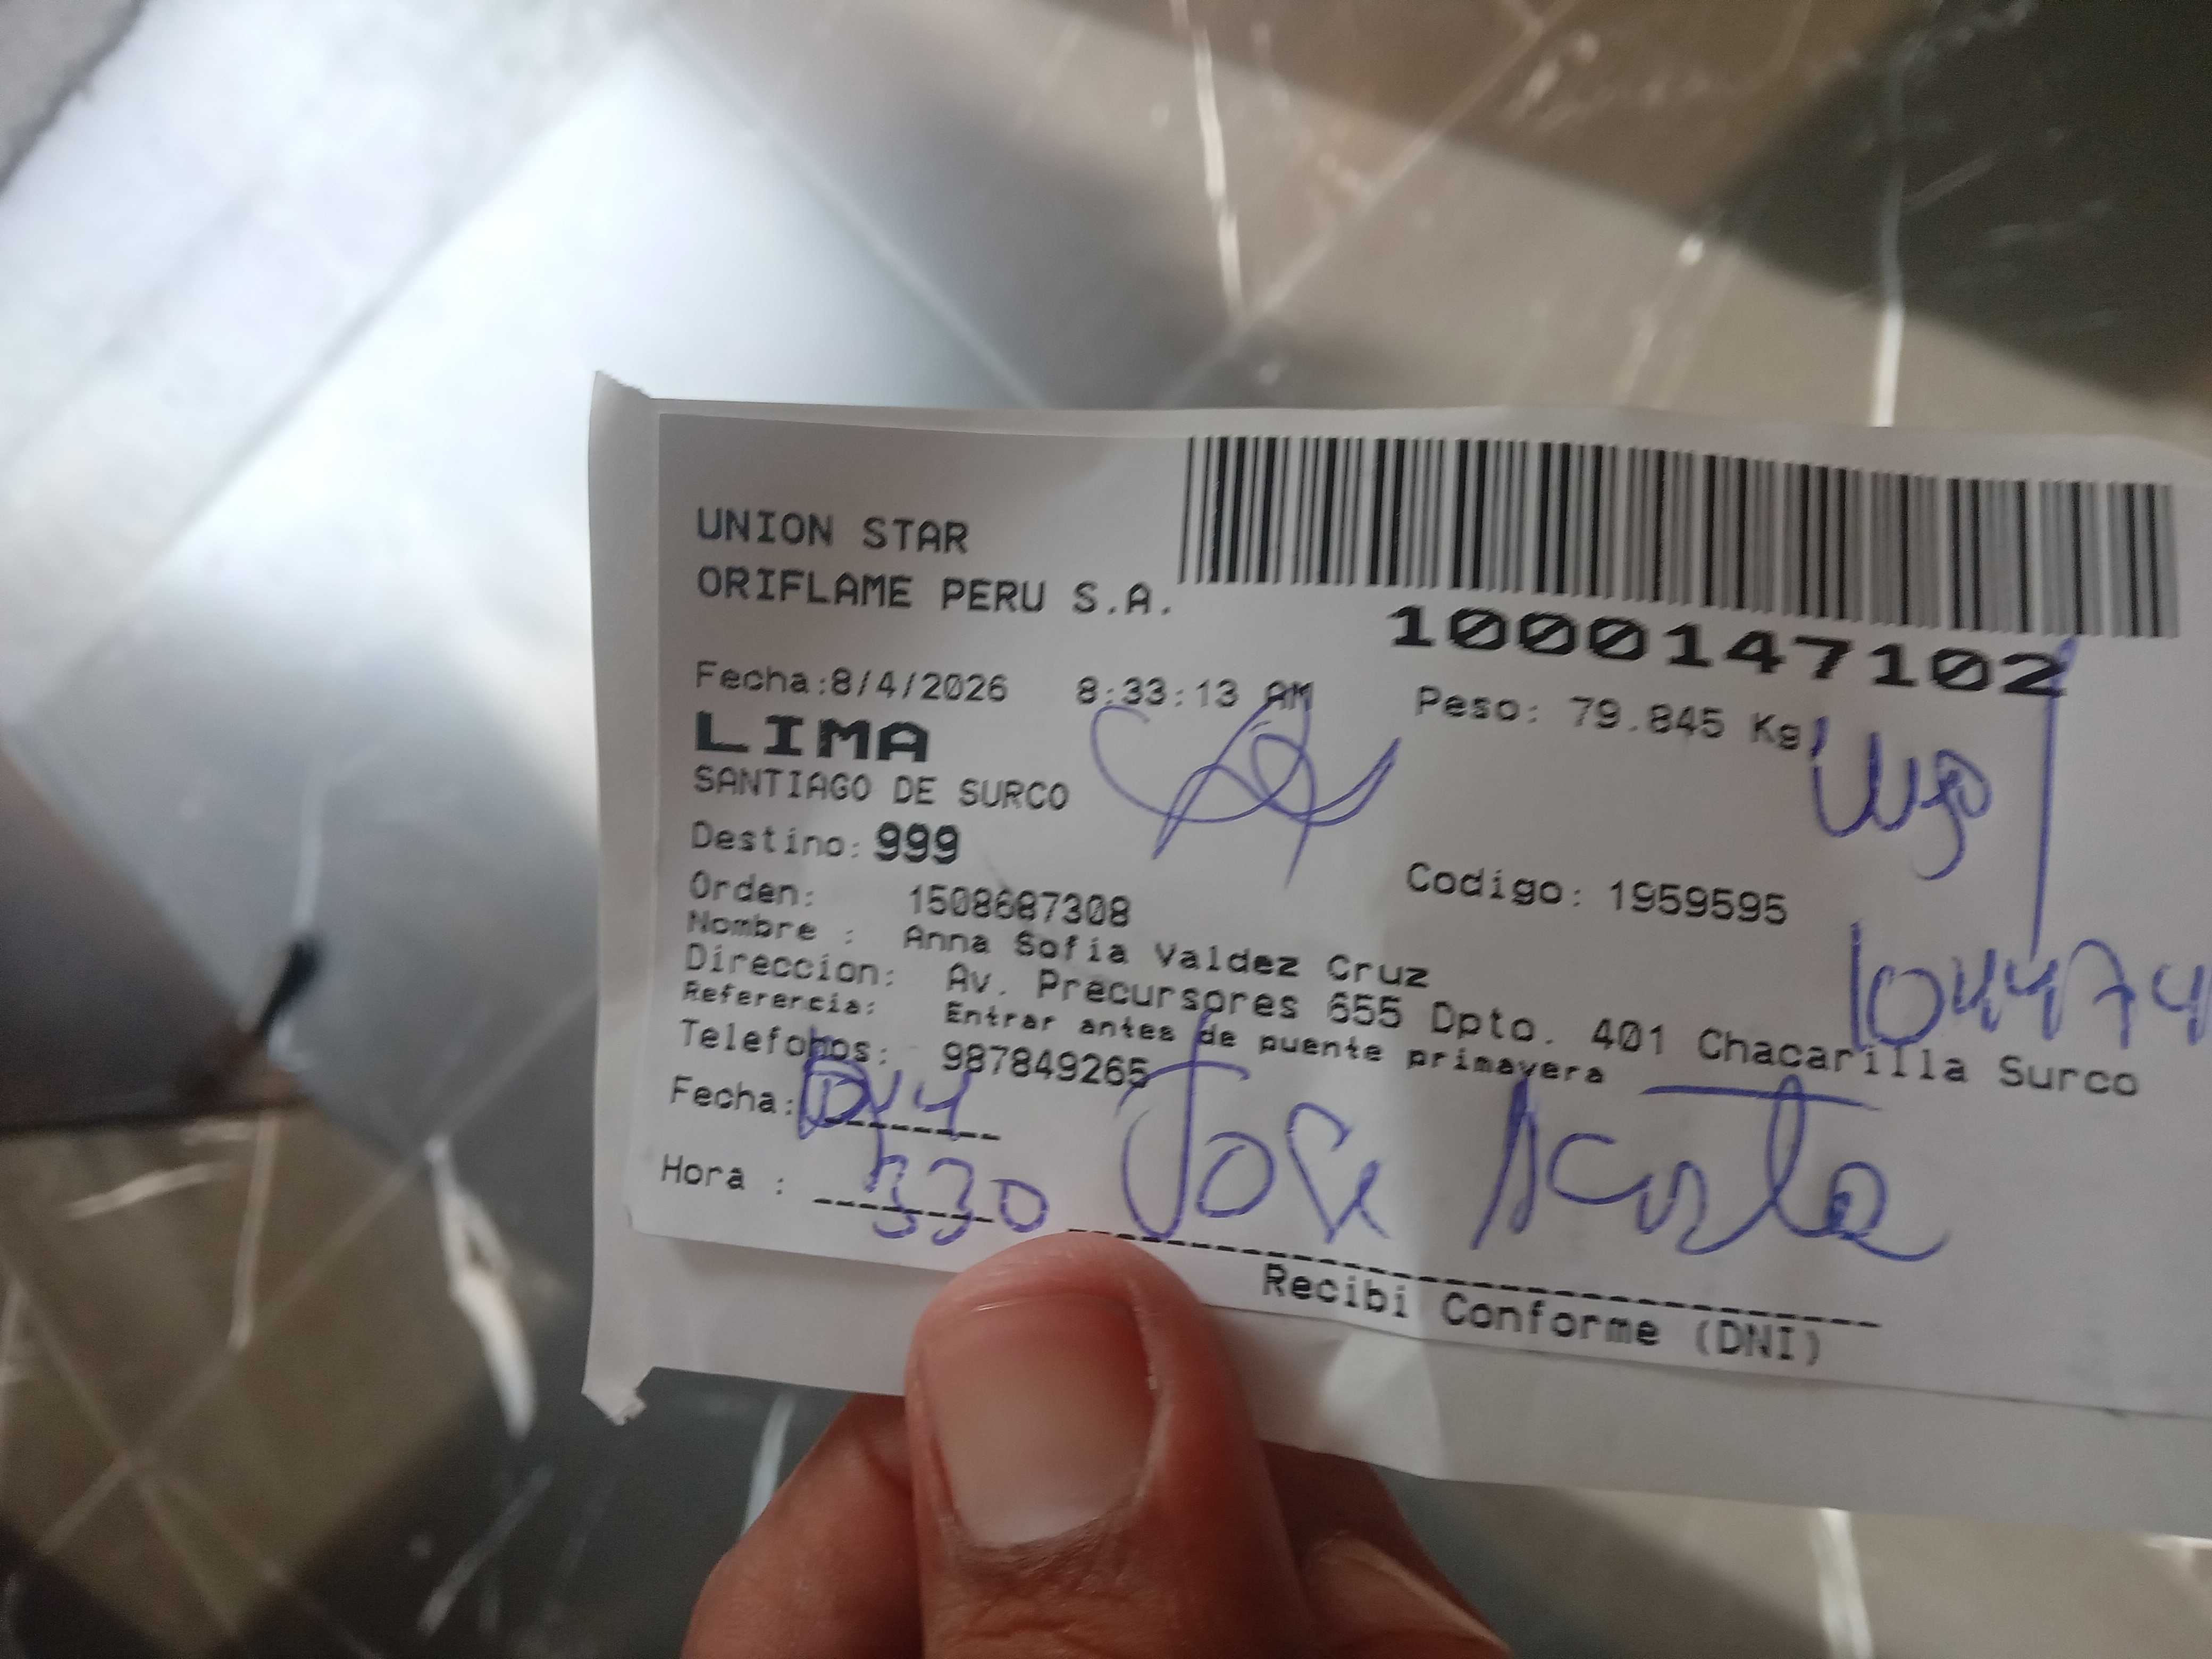 UNION STAR
ORIFLAME PERU S.A.
1000147102
Fecha:8/4/2026 8:33:13 AM Peso: 79.845 Kg
LIMA
SANTIAGO DE SURCO
Destino: 999
Orden: 1508687308 Codigo: 1959595
Nombre : Anna Sofia Valdez Cruz
Direccion: Av. Precursores 655 Dpto. 401 Chacarilla Surco
Referencia: Entrar antes de puente primavera
Telefonos: 987849265
Fecha:
Hora : 330 Jose Acosta
Recibi Conforme (DNI)